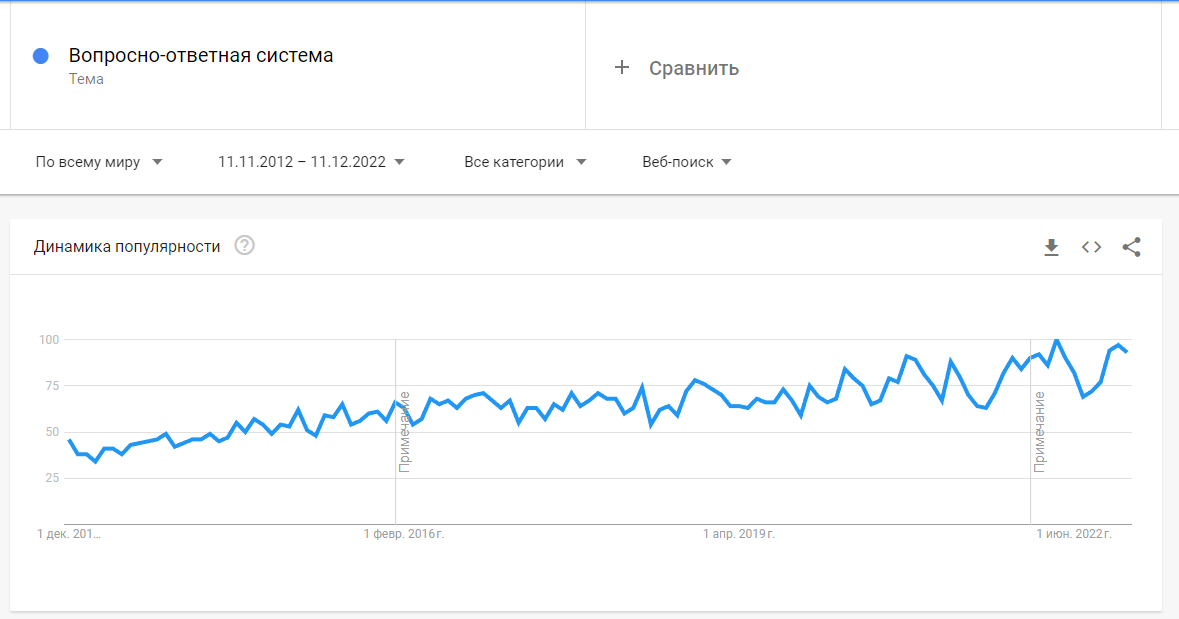 Вопросно-ответная система
Тема
+ Сравнить
По всему миру
11.11.2012 – 11.12.2022
Все категории
Веб-поиск
Динамика популярности ?
100
75
50
25
Примечание
Примечание
1 дек. 201…
1 февр. 2016 г.
1 апр. 2019 г.
1 июн. 2022 г.